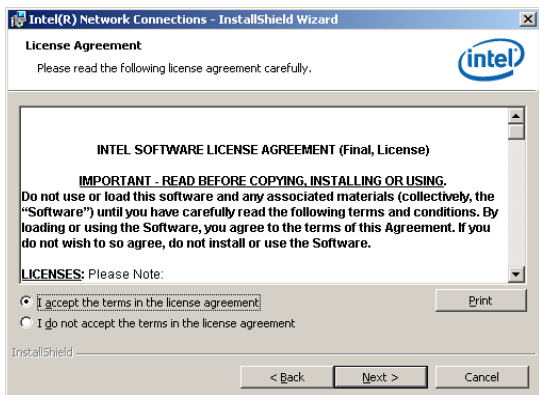 Intel(R) Network Connections - InstallShield Wizard
License Agreement
Please read the following license agreement carefully.
intel
INTEL SOFTWARE LICENSE AGREEMENT (Final, License)
IMPORTANT - READ BEFORE COPYING, INSTALLING OR USING.
Do not use or load this software and any associated materials (collectively, the
“Software”) until you have carefully read the following terms and conditions. By
loading or using the Software, you agree to the terms of this Agreement. If you
do not wish to so agree, do not install or use the Software.
LICENSES: Please Note:
I accept the terms in the license agreement
Print
I do not accept the terms in the license agreement
InstallShield
< Back
Next >
Cancel